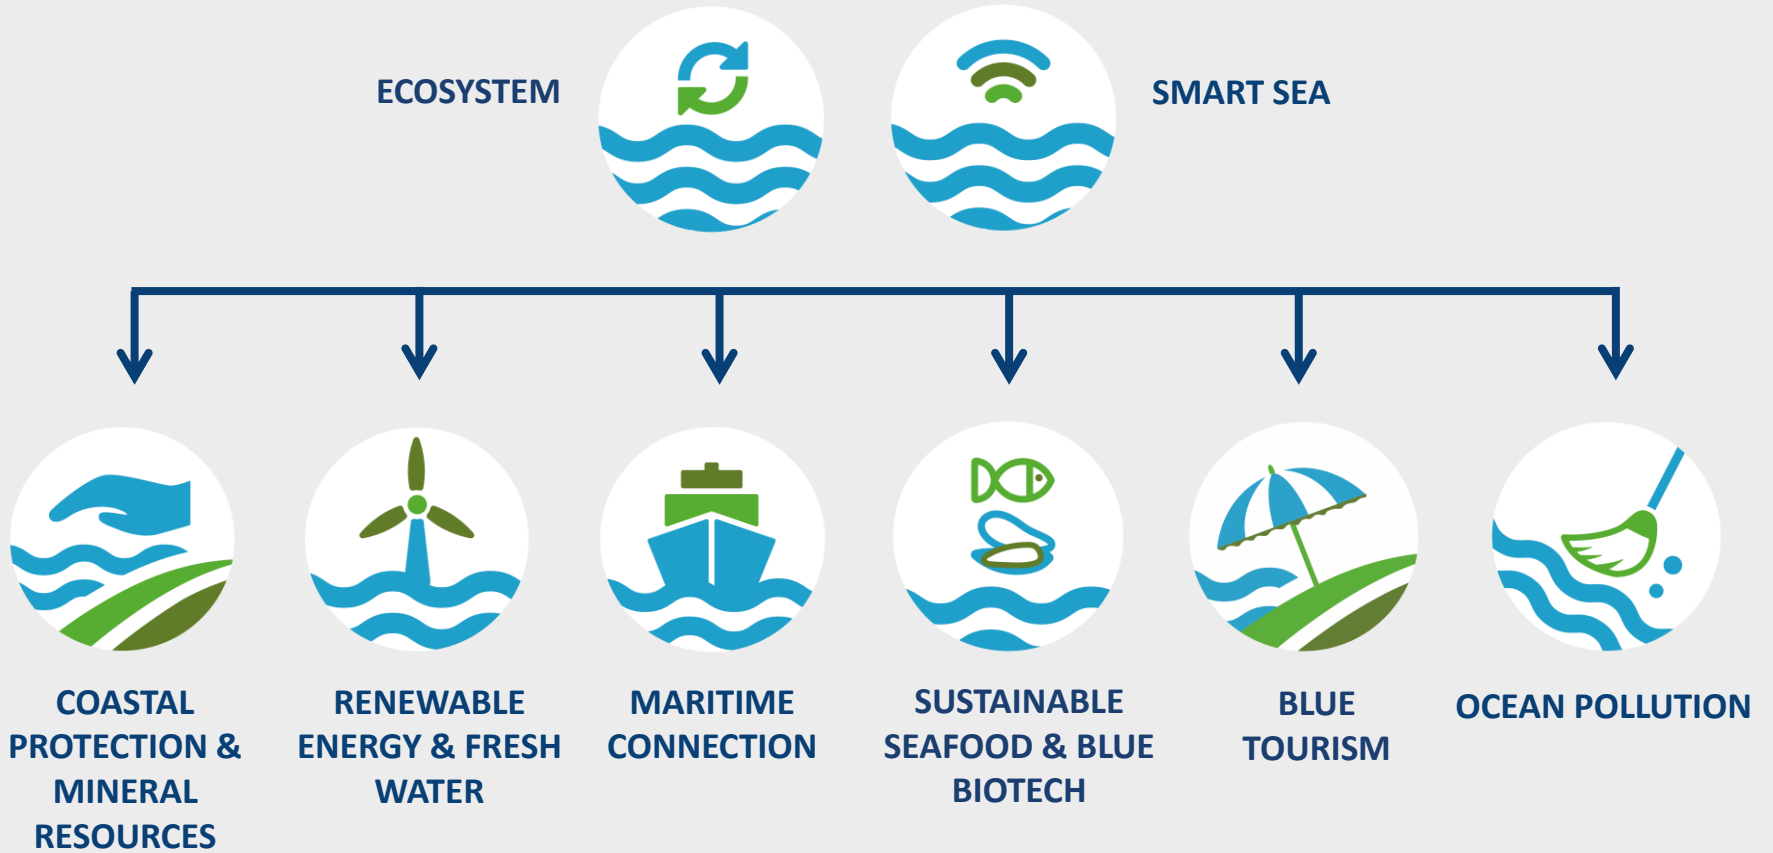 ECOSYSTEM
SMART SEA
COASTAL
PROTECTION &
MINERAL
RESOURCES
RENEWABLE
ENERGY & FRESH
WATER
MARITIME
CONNECTION
SUSTAINABLE
SEAFOOD & BLUE
BIOTECH
BLUE
TOURISM
OCEAN POLLUTION